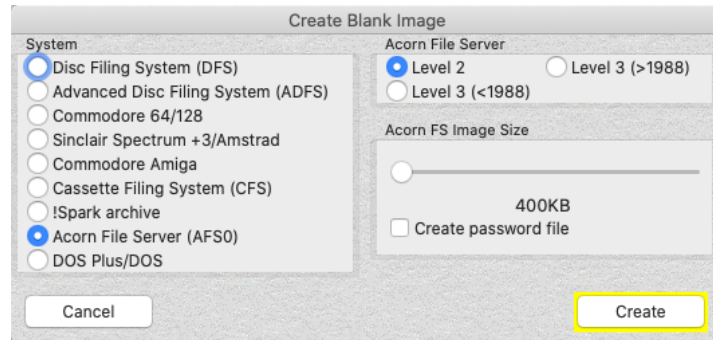 Create Blank Image
System
Disc Filing System (DFS)
Advanced Disc Filing System (ADFS)
Commodore 64/128
Sinclair Spectrum +3/Amstrad
Commodore Amiga
Cassette Filing System (CFS)
!Spark archive
Acorn File Server (AFS0)
DOS Plus/DOS
Acorn File Server
Level 2 Level 3 (>1988)
Level 3 (<1988)
Acorn FS Image Size
400KB
Create password file
Cancel Create